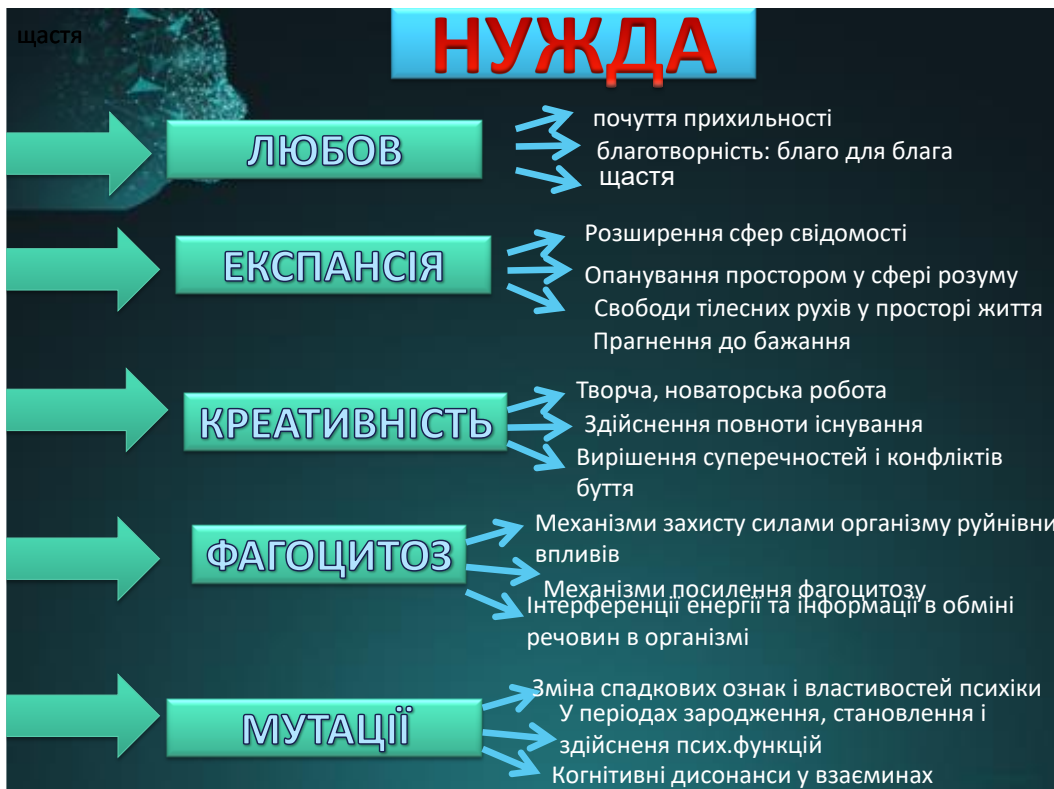 щастя
НУЖДА
ЛЮБОВ
почуття прихильності
благотворність: благо для блага
щастя
ЕКСПАНСІЯ
Розширення сфер свідомості
Опанування простором у сфері розуму
Свободи тілесних рухів у просторі життя
Прагнення до бажання
КРЕАТИВНІСТЬ
Творча, новаторська робота
Здійснення повноти існування
Вирішення суперечностей і конфліктів
буття
ФАГОЦИТОЗ
Механізми захисту силами організму руйнівни
впливів
Механізми посилення фагоцитозу
Інтерференції енергії та інформації в обміні
речовин в організмі
МУТАЦІЇ
Зміна спадкових ознак і властивостей психіки
У періодах зародження, становлення і
здійсненя псих.функцій
Когнітивні дисонанси у взаєминах